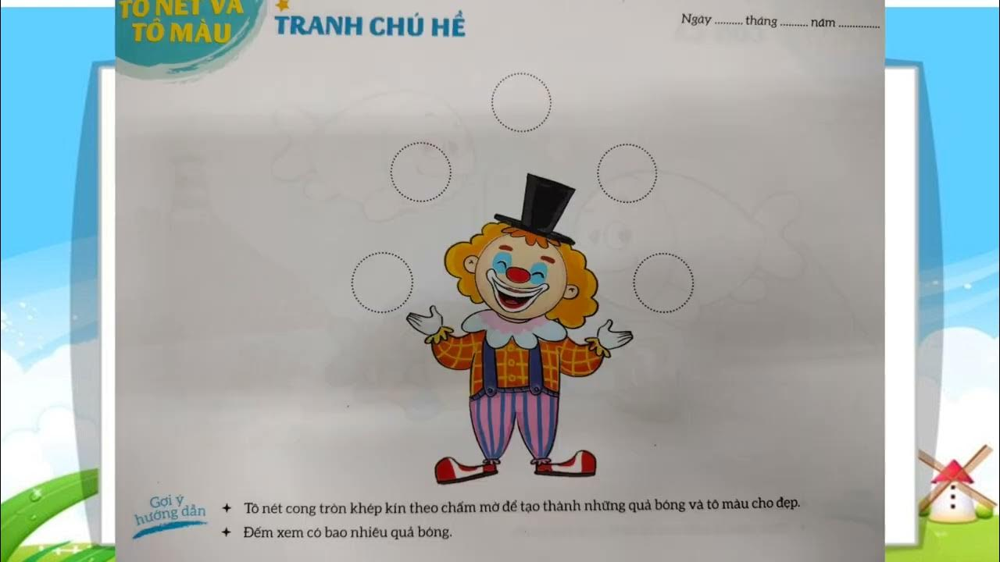 TÔ NÉT VÀ
TÔ MÀU
TRANH CHÚ HỀ
Ngày .......... tháng .......... năm ...............
Gợi ý
hướng dẫn
Tô nét cong tròn khép kín theo chấm mờ để tạo thành những quả bóng và tô màu cho đẹp.
Đếm xem có bao nhiêu quả bóng.